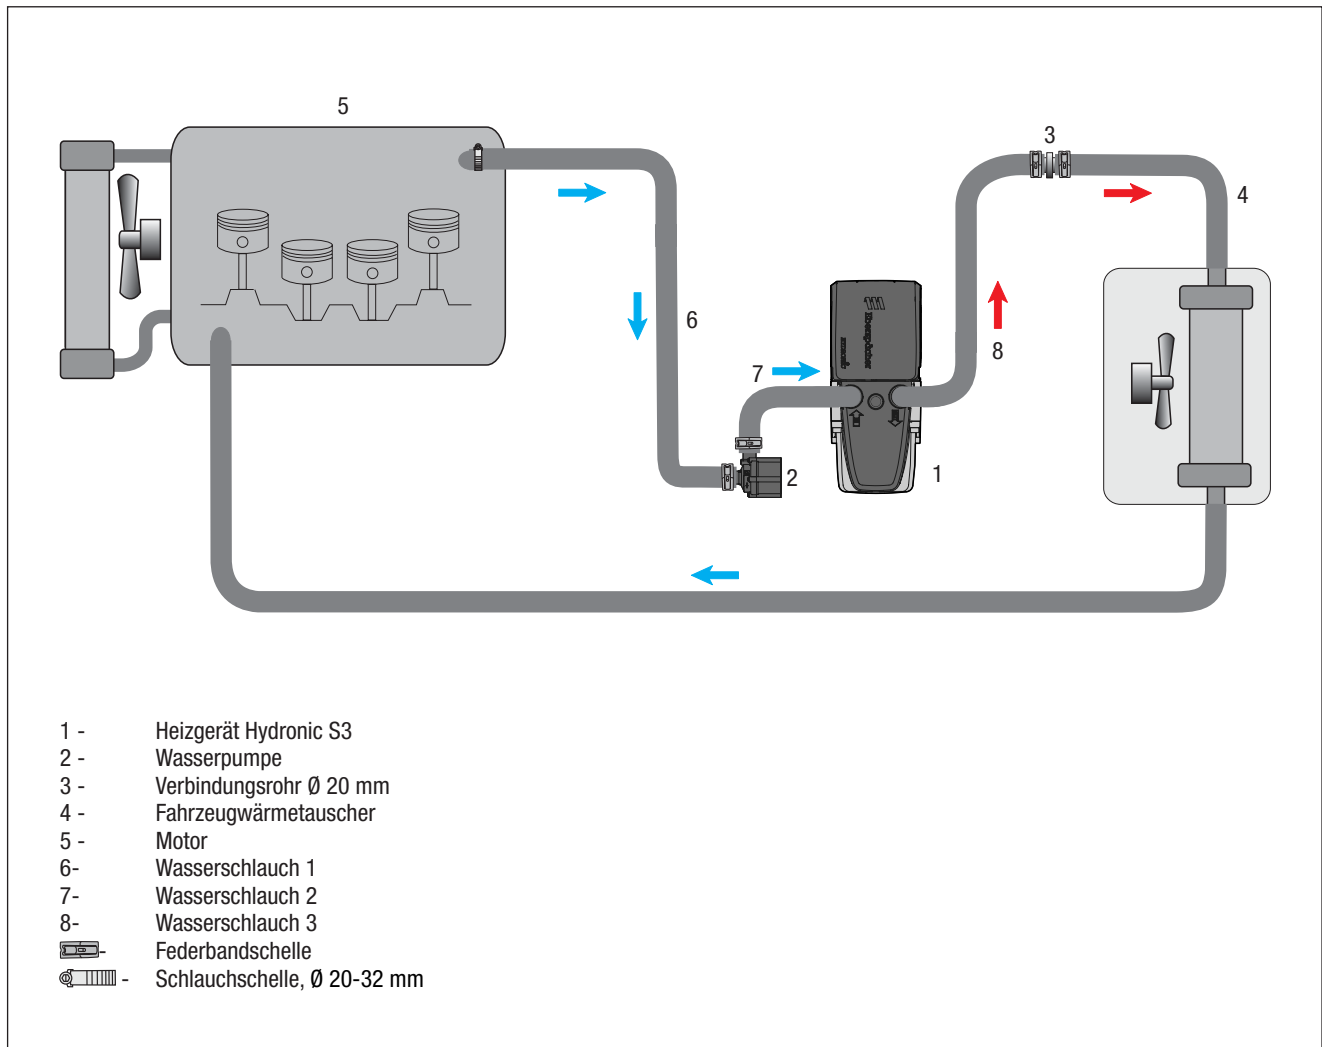 5
3
4
6
8
7
Eberspächer
2
1
1 - Heizgerät Hydronic S3
2 - Wasserpumpe
3 - Verbindungsrohr Ø 20 mm
4 - Fahrzeugwärmetauscher
5 - Motor
6- Wasserschlauch 1
7- Wasserschlauch 2
8- Wasserschlauch 3
- Federbandschelle
- Schlauchschelle, Ø 20-32 mm